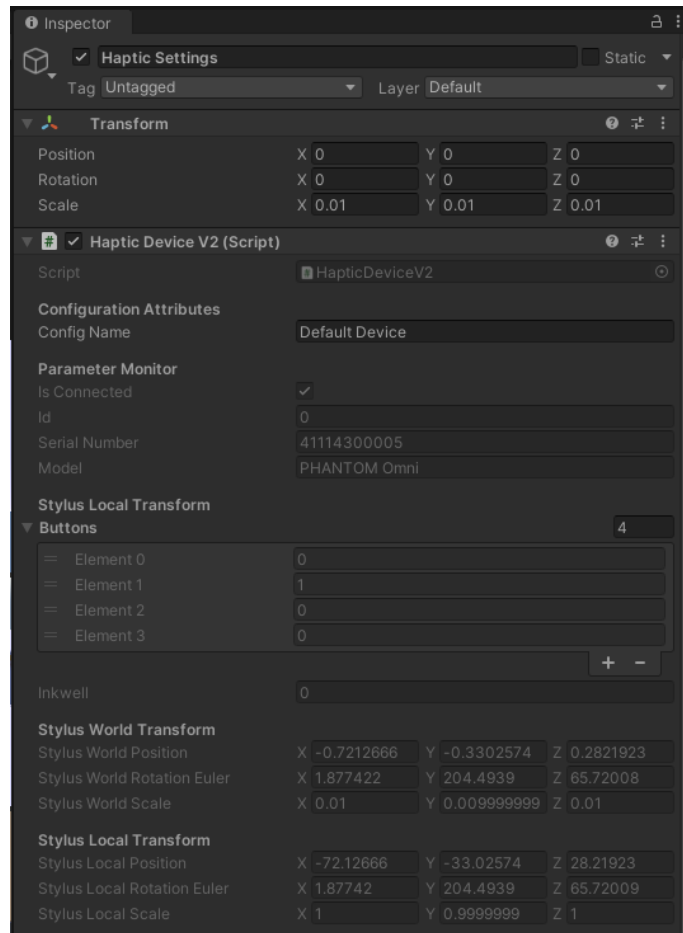 Inspector
Haptic Settings Static
Tag Untagged Layer Default
Transform
Position X 0 Y 0 Z 0
Rotation X 0 Y 0 Z 0
Scale X 0.01 Y 0.01 Z 0.01
# Haptic Device V2 (Script)
Script # HapticDeviceV2
Configuration Attributes
Config Name Default Device
Parameter Monitor
Is Connected
Id 0
Serial Number 41114300005
Model PHANTOM Omni
Stylus Local Transform
Buttons 4
= Element 0 0
= Element 1 1
= Element 2 0
= Element 3 0
+ −
Inkwell 0
Stylus World Transform
Stylus World Position X -0.7212666 Y -0.3302574 Z 0.2821923
Stylus World Rotation Euler X 1.877422 Y 204.4939 Z 65.72008
Stylus World Scale X 0.01 Y 0.009999999 Z 0.01
Stylus Local Transform
Stylus Local Position X -72.12666 Y -33.02574 Z 28.21923
Stylus Local Rotation Euler X 1.87742 Y 204.4939 Z 65.72009
Stylus Local Scale X 1 Y 0.9999999 Z 1